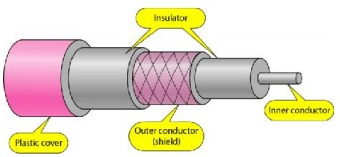 Insulator
Inner conductor
Outer conductor
(shield)
Plastic cover